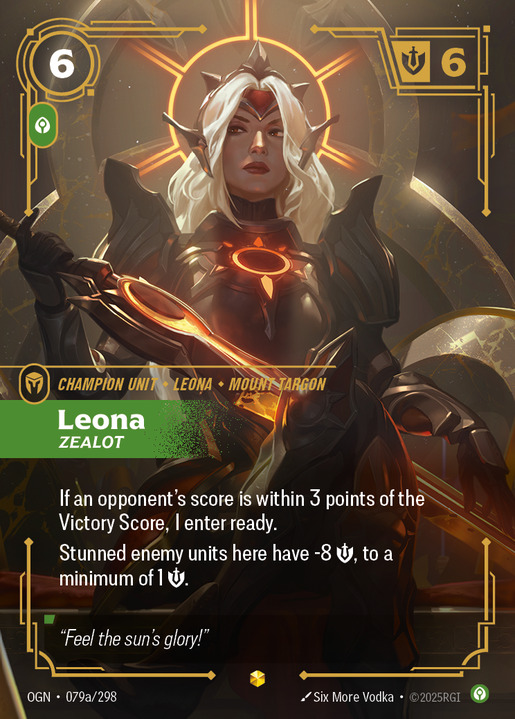 6
6
CHAMPION UNIT • LEONA • MOUNT TARGON
Leona
ZEALOT
If an opponent's score is within 3 points of the
Victory Score, I enter ready.
Stunned enemy units here have -8 , to a
minimum of 1 .
“Feel the sun's glory!”
OGN • 079a/298
Six More Vodka • ©2025RGI